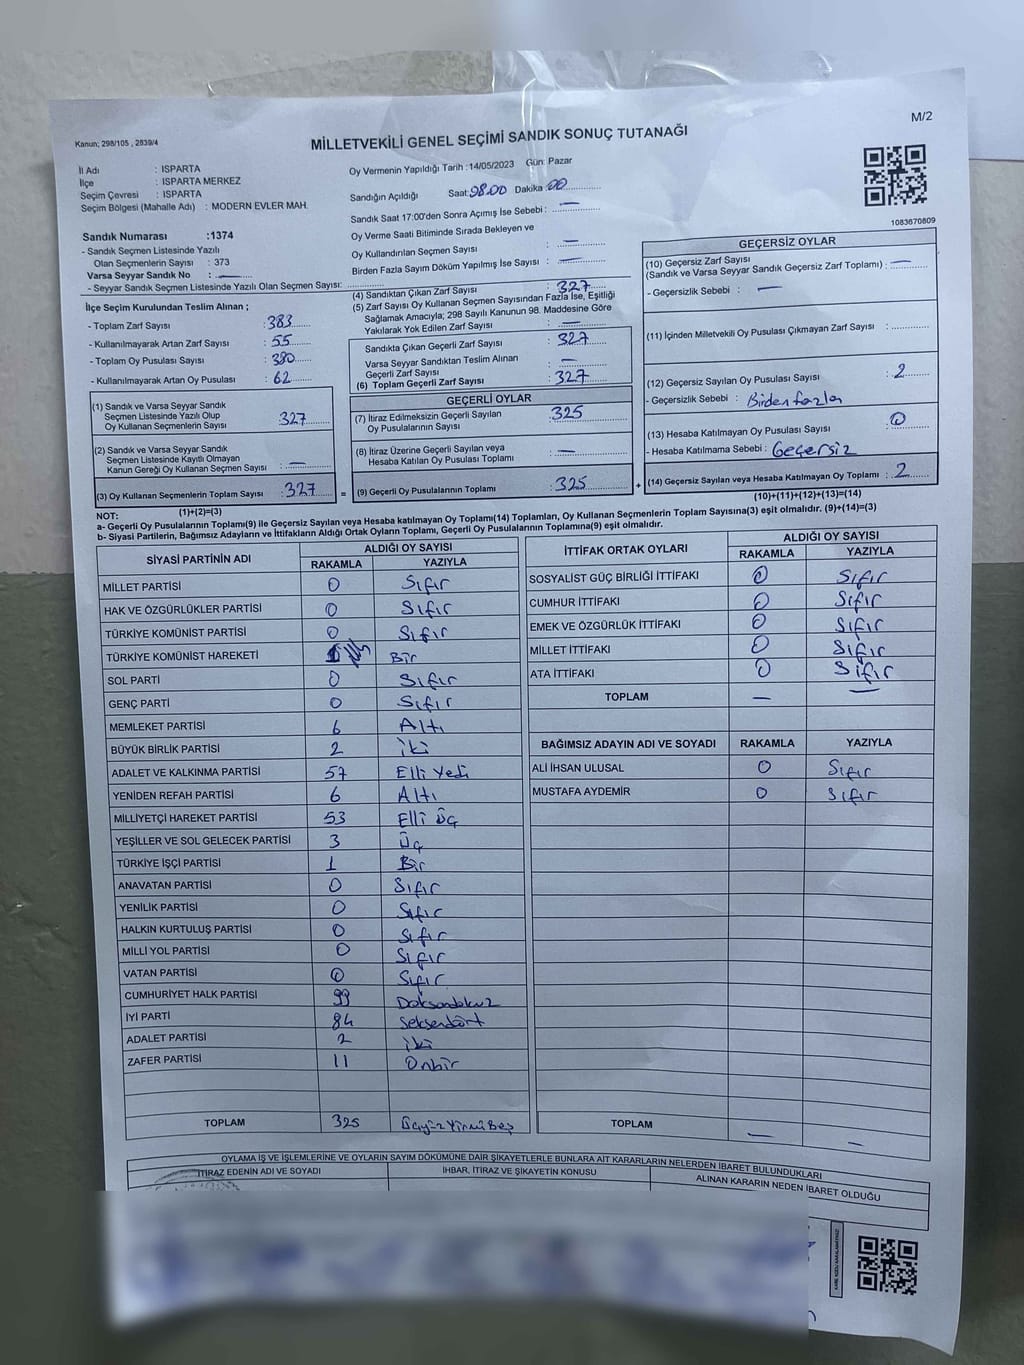 M/2
Kanun; 298/105 , 2839/4
MİLLETVEKİLİ GENEL SEÇİMİ SANDIK SONUÇ TUTANAĞI
İl Adı : ISPARTA
İlçe : ISPARTA MERKEZ
Seçim Çevresi : ISPARTA
Seçim Bölgesi (Mahalle Adı) : MODERN EVLER MAH.
Sandık Numarası :1374
- Sandık Seçmen Listesinde Yazılı
Olan Seçmenlerin Sayısı : 373
Varsa Seyyar Sandık No : —
- Seyyar Sandık Seçmen Listesinde Yazılı Olan Seçmen Sayısı:
Oy Vermenin Yapıldığı Tarih :14/05/2023 Gün: Pazar
Sandığın Açıldığı Saat: Dakika 00
Sandık Saat 17:00'den Sonra Açımış İse Sebebi : —
Oy Verme Saati Bitiminde Sırada Bekleyen ve
Oy Kullandırılan Seçmen Sayısı : —
Birden Fazla Sayım Döküm Yapılmış İse Sayısı : —
1083670809
İlçe Seçim Kurulundan Teslim Alınan ;
- Toplam Zarf Sayısı : 383
- Kullanılmayarak Artan Zarf Sayısı : 55
- Toplam Oy Pusulası Sayısı : 380
- Kullanılmayarak Artan Oy Pusulası : 62
(1) Sandık ve Varsa Seyyar Sandık
Seçmen Listesinde Yazılı Olup
Oy Kullanan Seçmenlerin Sayısı : 327
(2) Sandık ve Varsa Seyyar Sandık
Seçmen Listesinde Kayıtlı Olmayan
Kanun Gereği Oy Kullanan Seçmen Sayısı : —
(3) Oy Kullanan Seçmenlerin Toplam Sayısı : 327
(1)+(2)=(3)
(4) Sandıktan Çıkan Zarf Sayısı : 327
(5) Zarf Sayısı Oy Kullanan Seçmen Sayısından Fazla İse, Eşitliği
Sağlamak Amacıyla; 298 Sayılı Kanunun 98. Maddesine Göre
Yakılarak Yok Edilen Zarf Sayısı : —
Sandıkta Çıkan Geçerli Zarf Sayısı : 327
Varsa Seyyar Sandıktan Teslim Alınan
Geçerli Zarf Sayısı : —
(6) Toplam Geçerli Zarf Sayısı : 327
GEÇERLİ OYLAR
(7) İtiraz Edilmeksizin Geçerli Sayılan
Oy Pusulalarının Sayısı : 325
(8) İtiraz Üzerine Geçerli Sayılan veya
Hesaba Katılan Oy Pusulası Toplamı : —
= (9) Geçerli Oy Pusulalarının Toplamı : 325 +
GEÇERSİZ OYLAR
(10) Geçersiz Zarf Sayısı
(Sandık ve Varsa Seyyar Sandık Geçersiz Zarf Toplamı) : —
- Geçersizlik Sebebi : —
(11) İçinden Milletvekili Oy Pusulası Çıkmayan Zarf Sayısı :
(12) Geçersiz Sayılan Oy Pusulası Sayısı : 2
- Geçersizlik Sebebi : Birden fazla
(13) Hesaba Katılmayan Oy Pusulası Sayısı : 0
- Hesaba Katılmama Sebebi : Geçersiz
(14) Geçersiz Sayılan veya Hesaba Katılmayan Oy Toplamı : 2
(10)+(11)+(12)+(13)=(14)
NOT:
a- Geçerli Oy Pusulalarının Toplamı(9) ile Geçersiz Sayılan veya Hesaba katılmayan Oy Toplamı(14) Toplamları, Oy Kullanan Seçmenlerin Toplam Sayısına(3) eşit olmalıdır. (9)+(14)=(3)
b- Siyasi Partilerin, Bağımsız Adayların ve İttifakların Aldığı Ortak Oyların Toplamı, Geçerli Oy Pusulalarının Toplamına(9) eşit olmalıdır.
SİYASİ PARTİNİN ADI ALDIĞI OY SAYISI
RAKAMLA YAZIYLA
MİLLET PARTİSİ 0 Sıfır
HAK VE ÖZGÜRLÜKLER PARTİSİ 0 Sıfır
TÜRKİYE KOMÜNİST PARTİSİ 0 Sıfır
TÜRKİYE KOMÜNİST HAREKETİ 1 Bir
SOL PARTİ 0 Sıfır
GENÇ PARTİ 0 Sıfır
MEMLEKET PARTİSİ 6 Altı
BÜYÜK BİRLİK PARTİSİ 2 İki
ADALET VE KALKINMA PARTİSİ 57 Elli Yedi
YENİDEN REFAH PARTİSİ 6 Altı
MİLLİYETÇİ HAREKET PARTİSİ 53 Elli Üç
YEŞİLLER VE SOL GELECEK PARTİSİ 3 Üç
TÜRKİYE İŞÇİ PARTİSİ 1 Bir
ANAVATAN PARTİSİ 0 Sıfır
YENİLİK PARTİSİ 0 Sıfır
HALKIN KURTULUŞ PARTİSİ 0 Sıfır
MİLLİ YOL PARTİSİ 0 Sıfır
VATAN PARTİSİ 0 Sıfır
CUMHURİYET HALK PARTİSİ 99 Doksandokuz
İYİ PARTİ 84 Seksendört
ADALET PARTİSİ 2 İki
ZAFER PARTİSİ 11 Onbir
TOPLAM 325 ÜçyüzYirmiBeş
İTTİFAK ORTAK OYLARI ALDIĞI OY SAYISI
RAKAMLA YAZIYLA
SOSYALİST GÜÇ BİRLİĞİ İTTİFAKI 0 Sıfır
CUMHUR İTTİFAKI 0 Sıfır
EMEK VE ÖZGÜRLÜK İTTİFAKI 0 Sıfır
MİLLET İTTİFAKI 0 Sıfır
ATA İTTİFAKI 0 Sıfır
TOPLAM — —
BAĞIMSIZ ADAYIN ADI VE SOYADI RAKAMLA YAZIYLA
ALİ İHSAN ULUSAL 0 Sıfır
MUSTAFA AYDEMİR 0 Sıfır
TOPLAM — —
OYLAMA İŞ VE İŞLEMLERİNE VE OYLARIN SAYIM DÖKÜMÜNE DAİR ŞİKAYETLERLE BUNLARA AİT KARARLARIN NELERDEN İBARET BULUNDUKLARI
İTİRAZ EDENİN ADI VE SOYADI İHBAR, İTİRAZ VE ŞİKAYETİN KONUSU ALINAN KARARIN NEDEN İBARET OLDUĞU